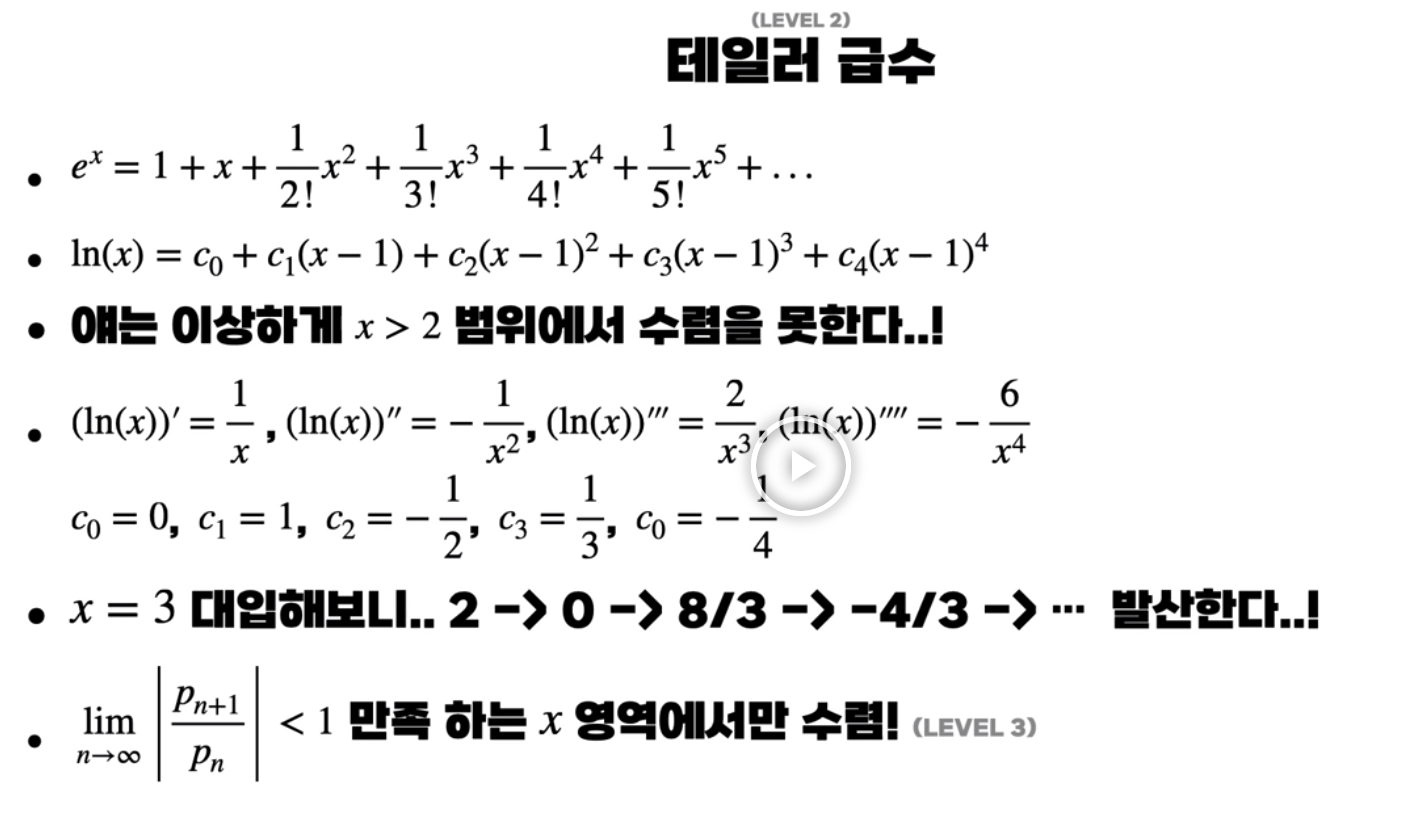 (LEVEL 2)
테일러 급수
• e^x = 1 + x + \frac{1}{2!}x^2 + \frac{1}{3!}x^3 + \frac{1}{4!}x^4 + \frac{1}{5!}x^5 + …
• ln(x) = c_0 + c_1(x − 1) + c_2(x − 1)^2 + c_3(x − 1)^3 + c_4(x − 1)^4
• 얘는 이상하게 x > 2 범위에서 수렴을 못한다..!
• (ln(x))′ = \frac{1}{x} , (ln(x))′′ = −\frac{1}{x^2}, (ln(x))′′′ = \frac{2}{x^3}, (ln(x))′′′′ = −\frac{6}{x^4}
c_0 = 0, c_1 = 1, c_2 = −\frac{1}{2}, c_3 = \frac{1}{3}, c_0 = −\frac{1}{4}
• x = 3 대입해보니.. 2 −> 0 −> 8/3 −> −4/3 −> ⋯ 발산한다..!
• \lim_{n→∞} |\frac{p_{n+1}}{p_n}| < 1 만족 하는 x 영역에서만 수렴! (LEVEL 3)